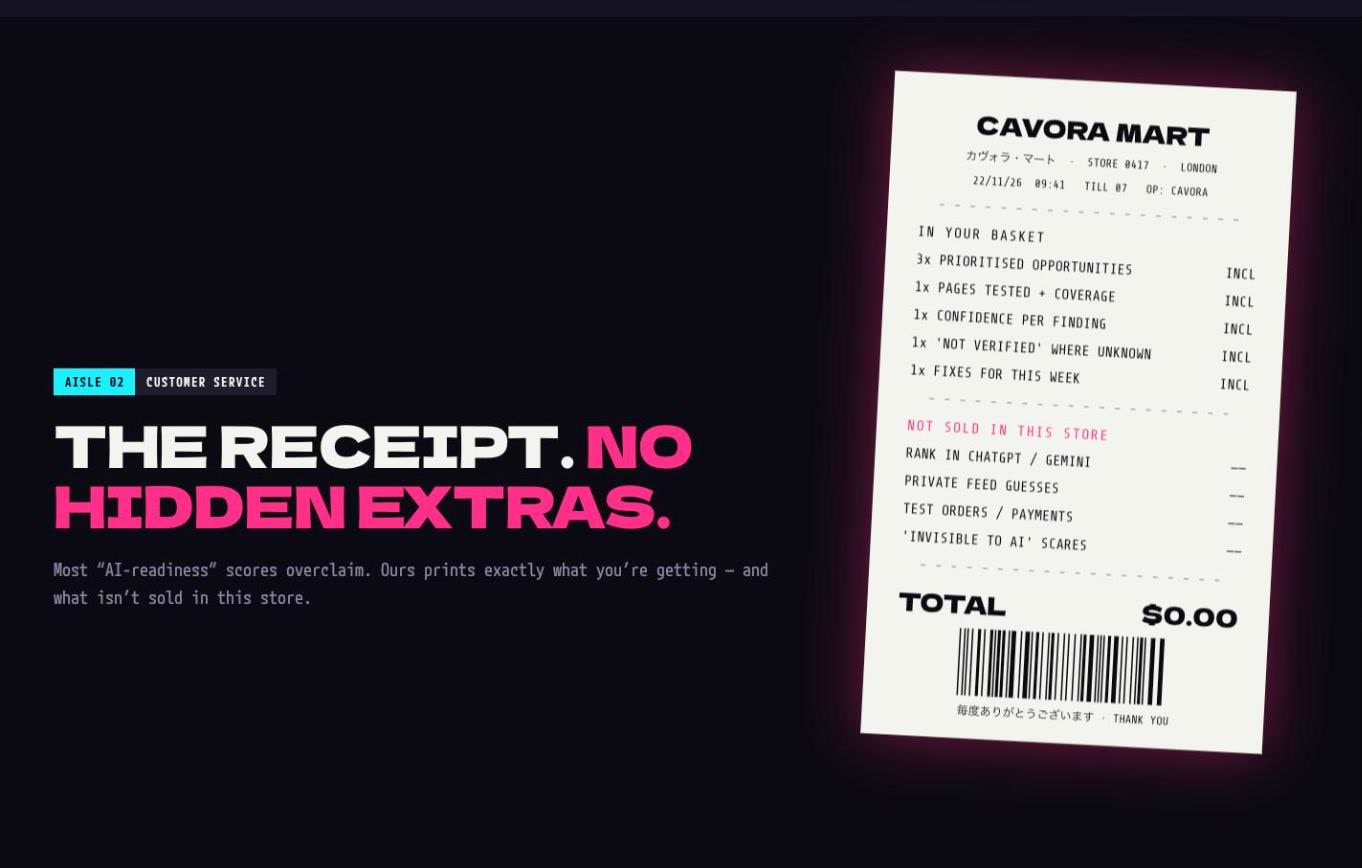 AISLE 02 CUSTOMER SERVICE
THE RECEIPT. NO
HIDDEN EXTRAS.
Most “AI-readiness” scores overclaim. Ours prints exactly what you’re getting — and
what isn’t sold in this store.
CAVORA MART
カヴォラ・マート · STORE 0417 · LONDON
22/11/26 09:41 TILL 07 OP: CAVORA
IN YOUR BASKET
3x PRIORITISED OPPORTUNITIES INCL
1x PAGES TESTED + COVERAGE INCL
1x CONFIDENCE PER FINDING INCL
1x 'NOT VERIFIED' WHERE UNKNOWN INCL
1x FIXES FOR THIS WEEK INCL
NOT SOLD IN THIS STORE
RANK IN CHATGPT / GEMINI ——
PRIVATE FEED GUESSES ——
TEST ORDERS / PAYMENTS ——
'INVISIBLE TO AI' SCARES ——
TOTAL $0.00
毎度ありがとうございます · THANK YOU